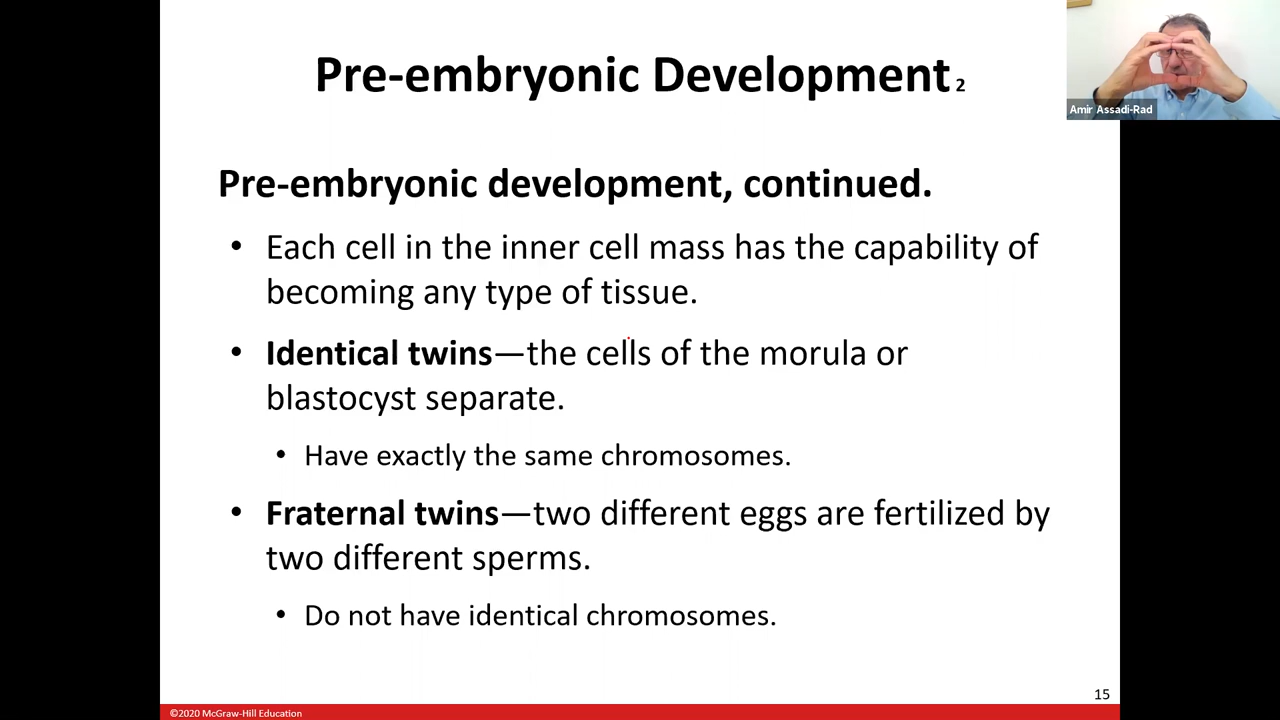 Pre-embryonic Development 2
Amir Assadi-Rad
Pre-embryonic development, continued.
• Each cell in the inner cell mass has the capability of
becoming any type of tissue.
• Identical twins—the cells of the morula or
blastocyst separate.
• Have exactly the same chromosomes.
• Fraternal twins—two different eggs are fertilized by
two different sperms.
• Do not have identical chromosomes.
15
©2020 McGraw-Hill Education